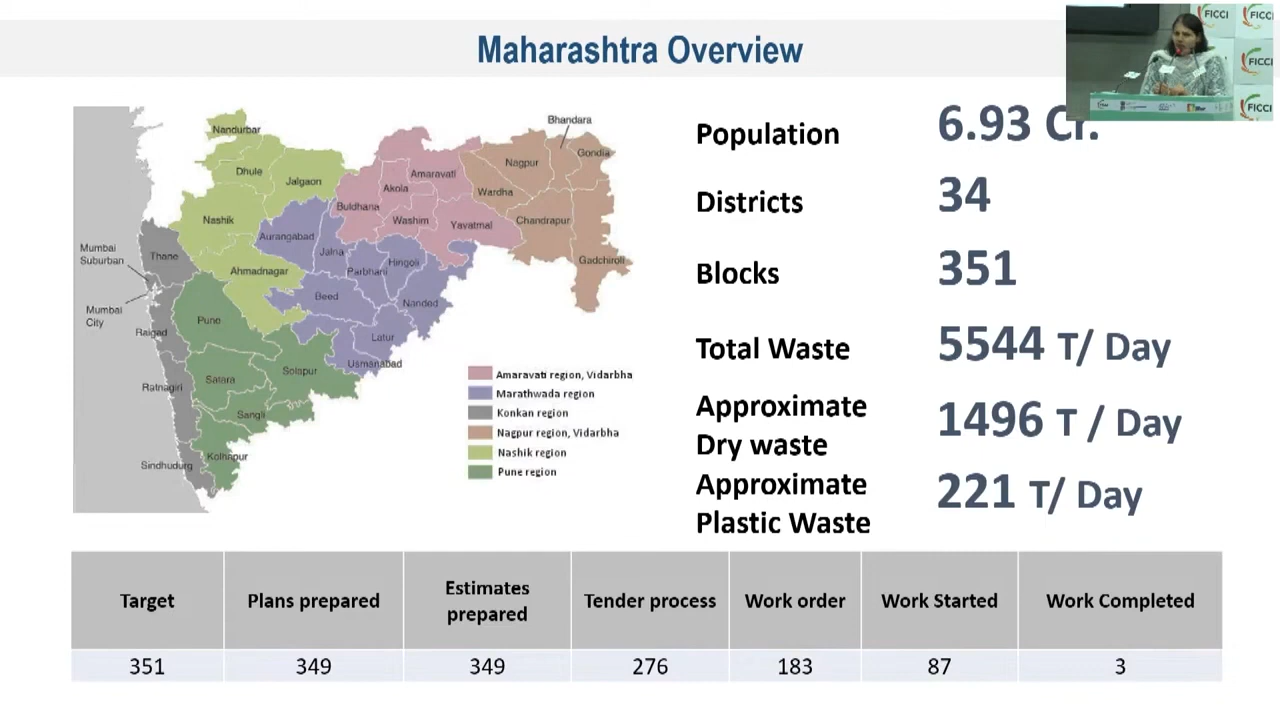 Maharashtra Overview
FICCI
FICCI
FICCI
FICCI
Nandurbar
Dhule
Jalgaon
Nashik
Ahmadnagar
Buldhana
Akola
Amaravati
Washim
Yavatmal
Bhandara
Nagpur
Gondia
Wardha
Chandrapur
Gadchiroli
Aurangabad
Jalna
Parbhani
Hingoli
Beed
Nanded
Latur
Usmanabad
Mumbai
Suburban
Thane
Mumbai
City
Raigad
Ratnagiri
Sindhudurg
Pune
Satara
Solapur
Sangli
Kolhapur
Amaravati region, Vidarbha
Marathwada region
Konkan region
Nagpur region, Vidarbha
Nashik region
Pune region
Population 6.93 Cr.
Districts 34
Blocks 351
Total Waste 5544 T/ Day
Approximate
Dry waste 1496 T / Day
Approximate
Plastic Waste 221 T/ Day
Target Plans prepared Estimates prepared Tender process Work order Work Started Work Completed
351 349 349 276 183 87 3